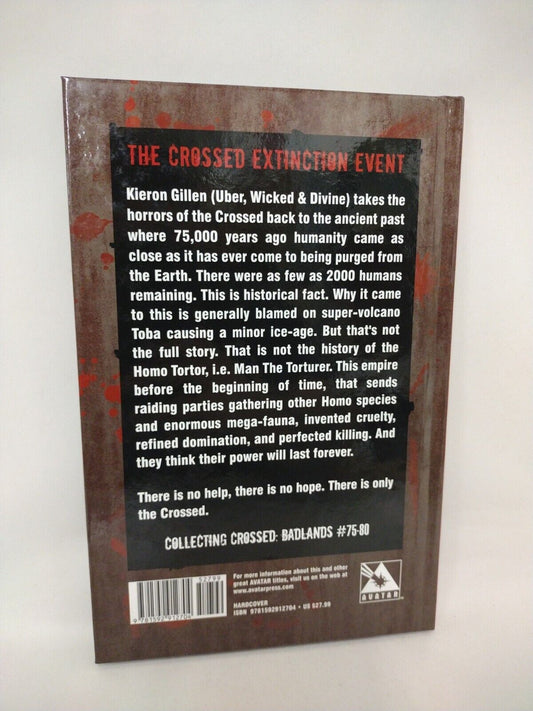 THE CROSSED EXTINCTION EVENT
Kieron Gillen (Uber, Wicked & Divine) takes the
horrors of the Crossed back to the ancient past
where 75,000 years ago humanity came as
close as it has ever come to being purged from
the Earth. There were as few as 2000 humans
remaining. This is historical fact. Why it came
to this is generally blamed on super-volcano
Toba causing a minor ice-age. But that's not
the full story. That is not the history of the
Homo Tortor, i.e. Man The Torturer. This empire
before the beginning of time, that sends
raiding parties gathering other Homo species
and enormous mega-fauna, invented cruelty,
refined domination, and perfected killing. And
they think their power will last forever.
There is no help, there is no hope. There is only
the Crossed.
COLLECTING CROSSED: BADLANDS #75-80
52799
9781592912704
For more information about this and other
great AVATAR titles, visit us on the web at
www.avatarpress.com
HARDCOVER
ISBN 9781592912704 • US $27.99
AVATAR